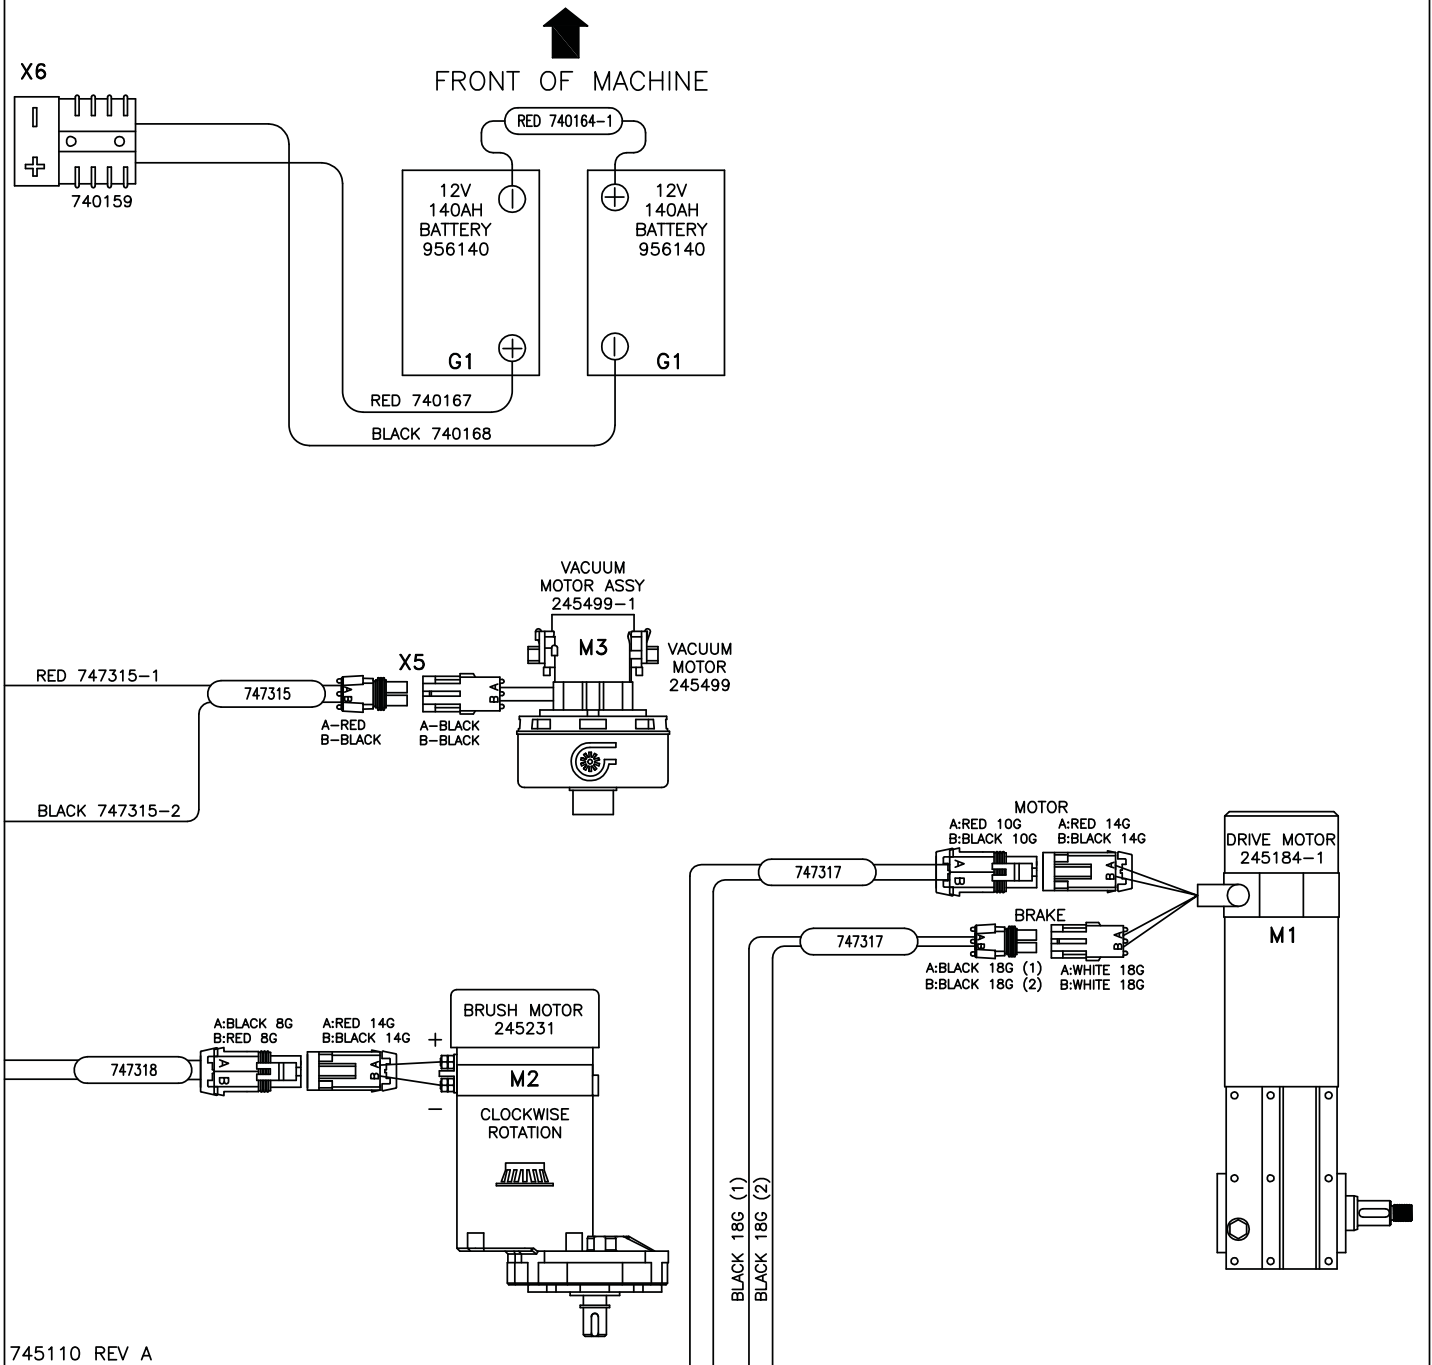 X6
FRONT OF MACHINE
RED 740164-1
740159
12V
140AH
BATTERY
956140
G1
12V
140AH
BATTERY
956140
G1
RED 740167
BLACK 740168
VACUUM
MOTOR ASSY
245499-1
M3
VACUUM
MOTOR
245499
RED 747315-1
747315
X5
A B
A B
A-RED
B-BLACK
A-BLACK
B-BLACK
BLACK 747315-2
MOTOR
A:RED 10G
B:BLACK 10G
A:RED 14G
B:BLACK 14G
747317
A B
A B
DRIVE MOTOR
245184-1
M1
BRAKE
747317
A B
A B
A:BLACK 18G (1)
B:BLACK 18G (2)
A:WHITE 18G
B:WHITE 18G
BRUSH MOTOR
245231
A:BLACK 8G
B:RED 8G
A:RED 14G
B:BLACK 14G
+
747318
A B
A B
M2
−
CLOCKWISE
ROTATION
BLACK 18G (1)
BLACK 18G (2)
745110 REV A